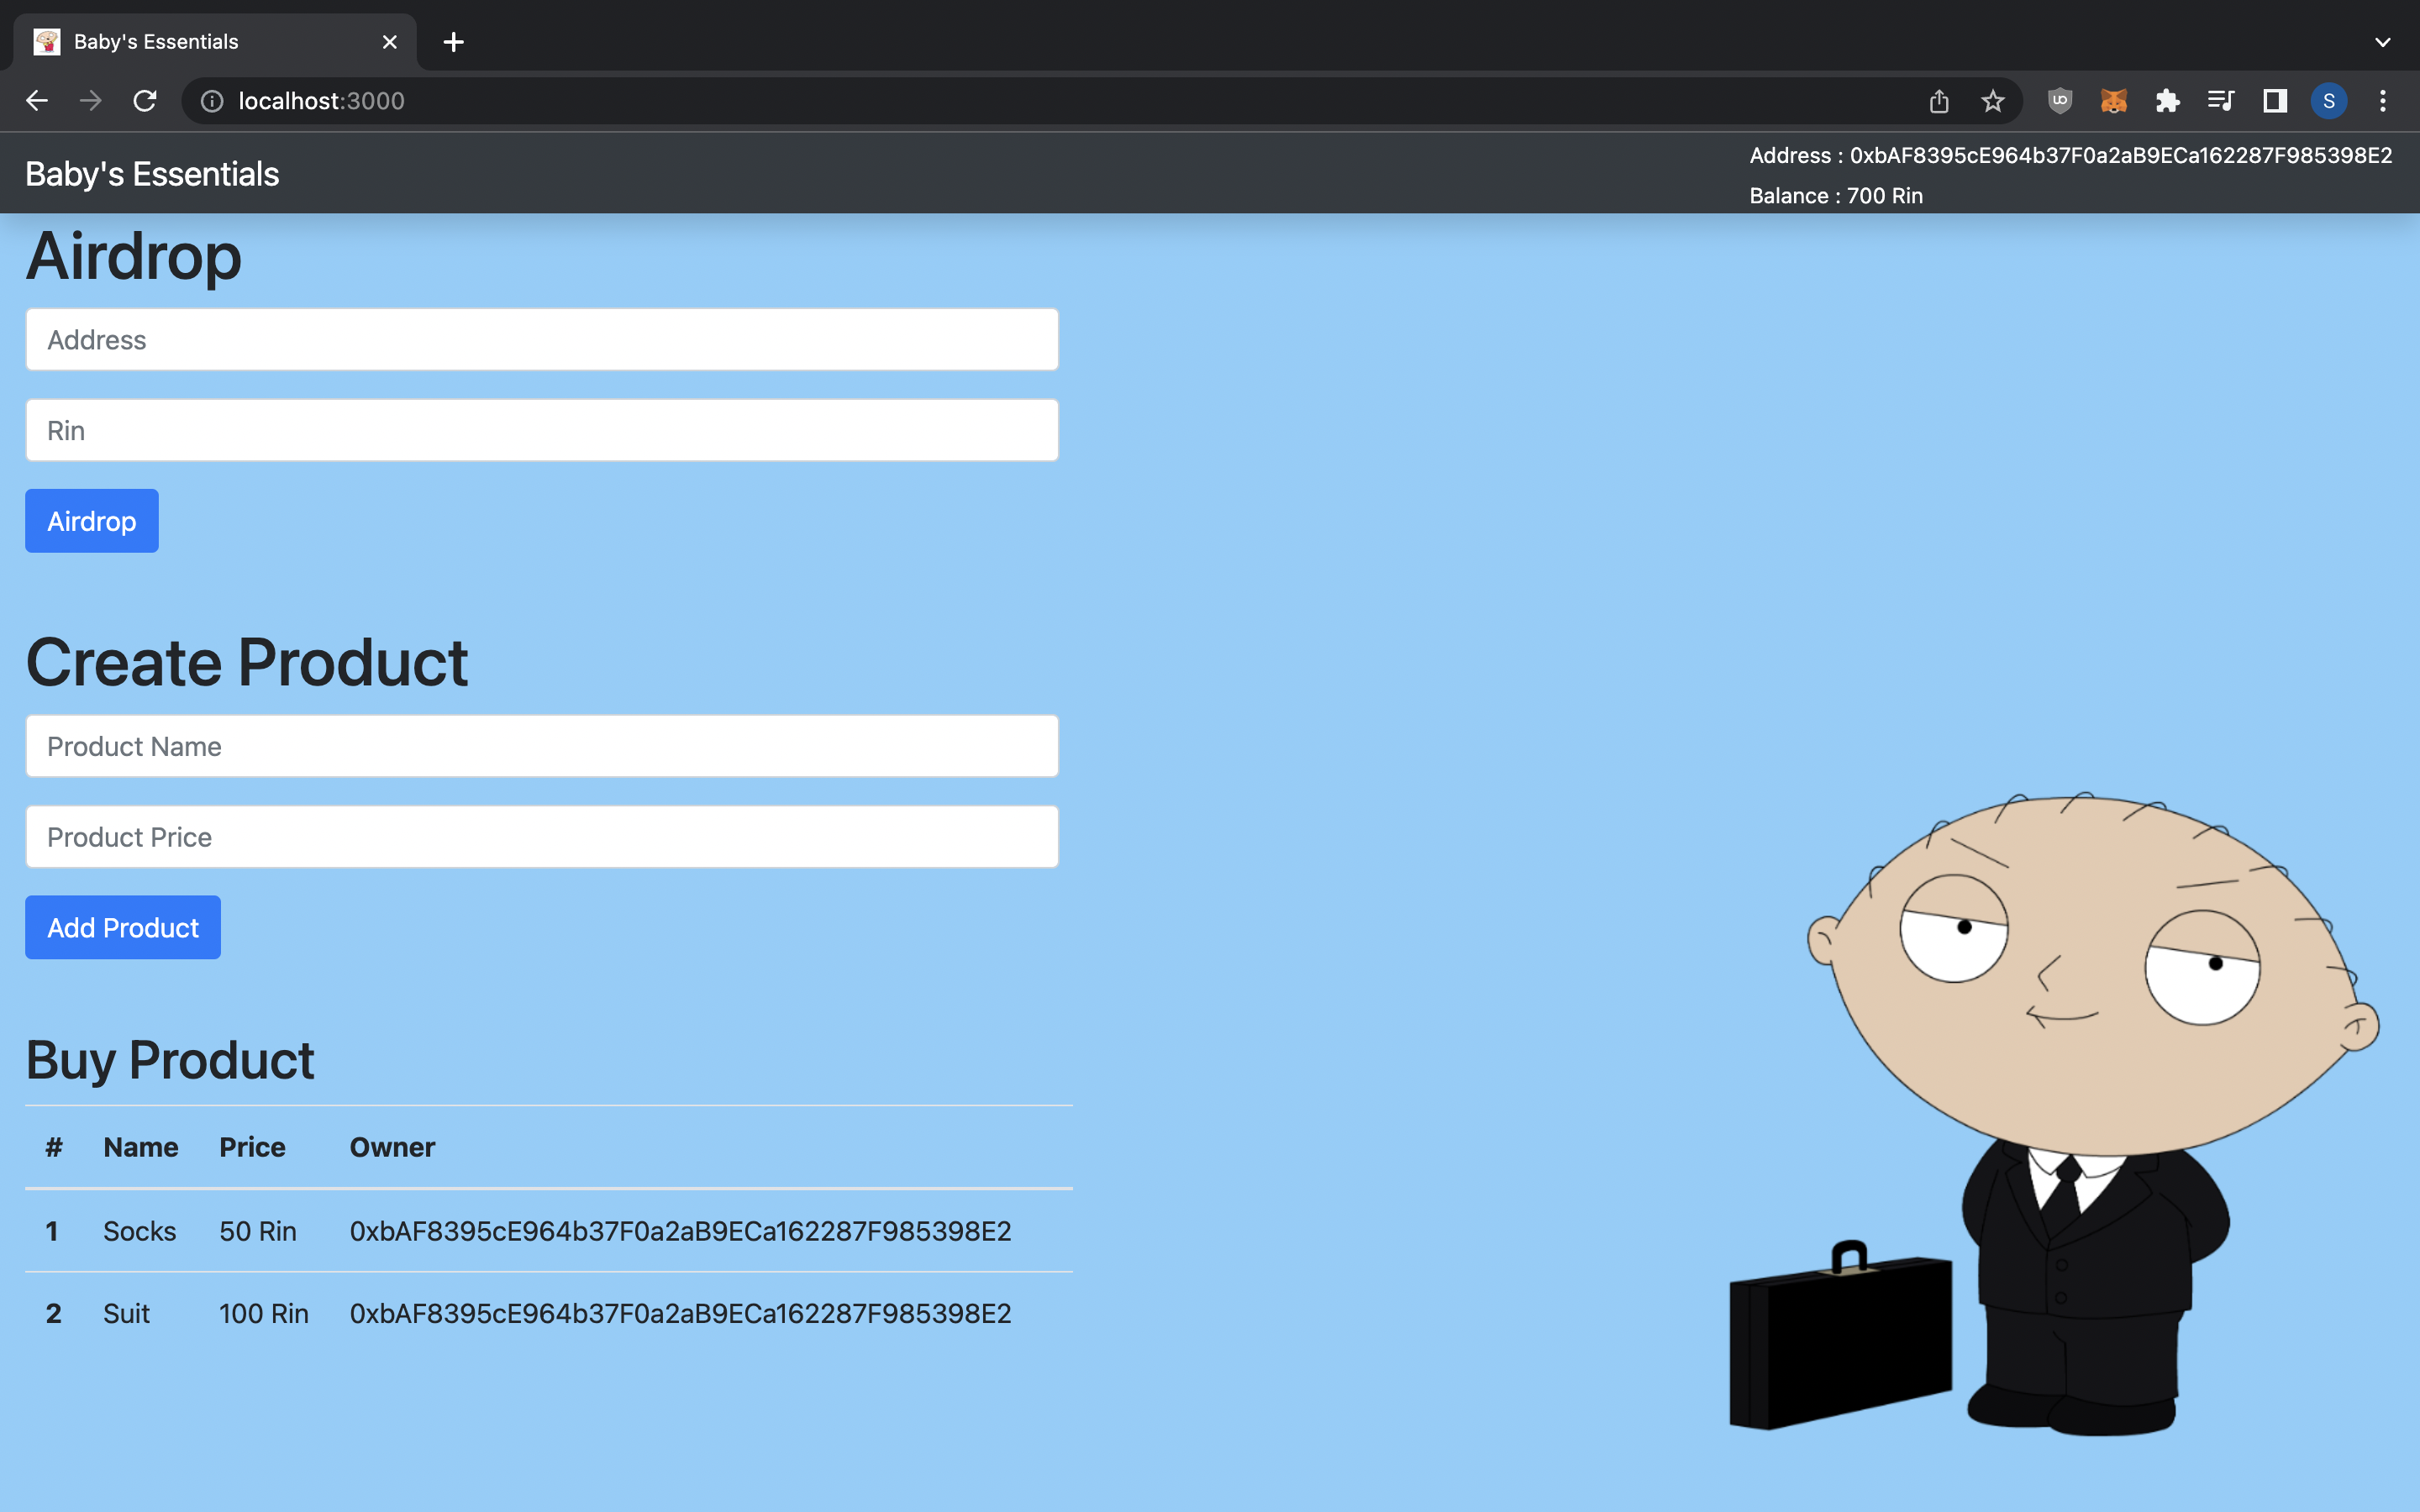 Baby's Essentials
localhost:3000
S
Baby's Essentials
Address : 0xbAF8395cE964b37F0a2aB9ECa162287F985398E2
Balance : 700 Rin
Airdrop
Address
Rin
Airdrop
Create Product
Product Name
Product Price
Add Product
Buy Product
# Name Price Owner
1 Socks 50 Rin 0xbAF8395cE964b37F0a2aB9ECa162287F985398E2
2 Suit 100 Rin 0xbAF8395cE964b37F0a2aB9ECa162287F985398E2